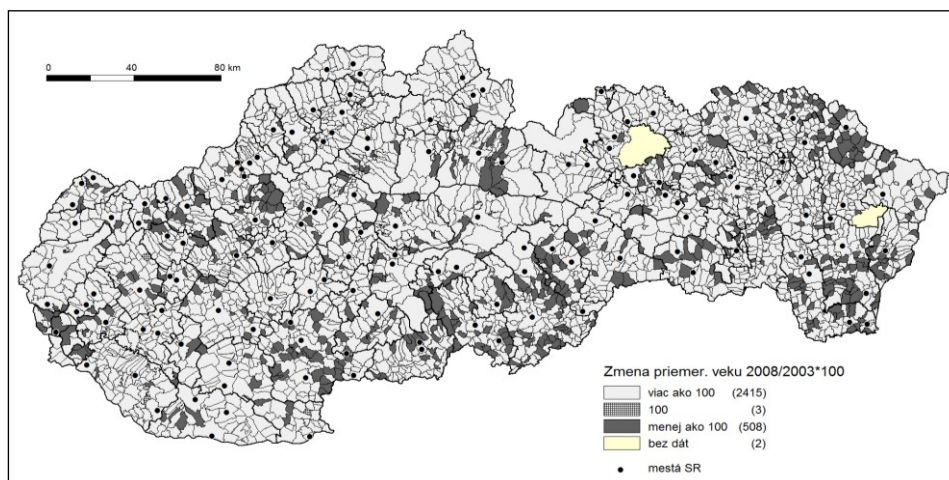 0 40 80 km
Zmena priemer. veku 2008/2003*100
viac ako 100 (2415)
100 (3)
menej ako 100 (508)
bez dát (2)
mestá SR